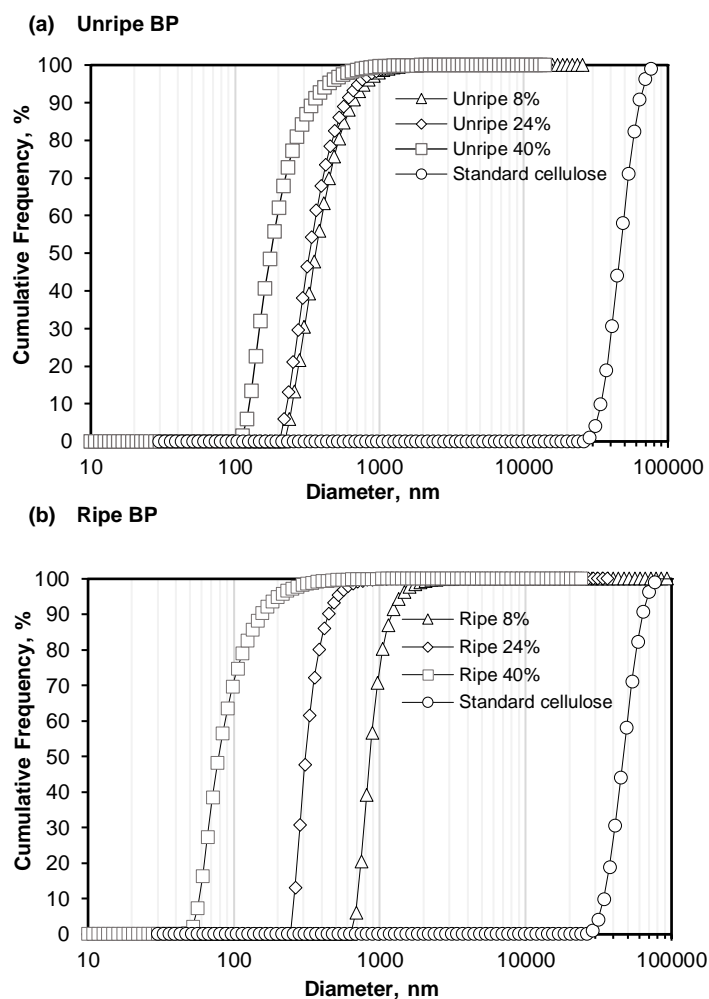 (a) Unripe BP
100
90
80
70
60
50
40
30
20
10
0
Cumulative Frequency, %
Unripe 8%
Unripe 24%
Unripe 40%
Standard cellulose
10 100 1000 10000 100000
Diameter, nm
(b) Ripe BP
100
90
80
70
60
50
40
30
20
10
0
Cumulative Frequency, %
Ripe 8%
Ripe 24%
Ripe 40%
Standard cellulose
10 100 1000 10000 100000
Diameter, nm